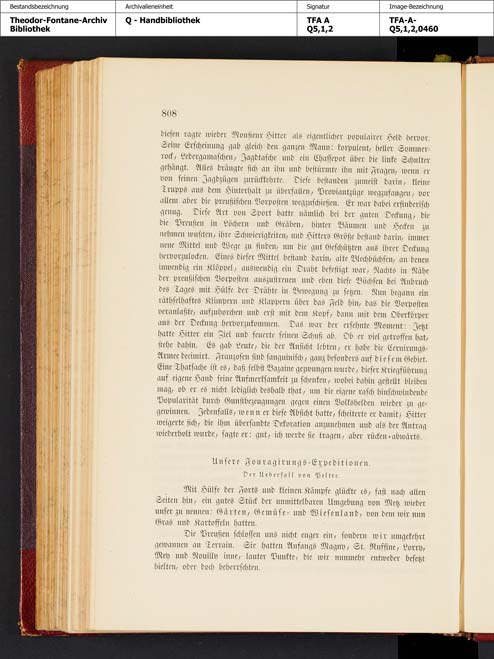 Bestandsbezeichnung
Archivalieneinheit
Signatur
Image-Bezeichnung
Theodor-Fontane-Archiv
Bibliothek
Q - Handbibliothek
TFA A
Q5,1,2
TFA-A-
Q5,1,2,0460
808
diesen ragte wieder Monsieur Hitter als eigentlicher populairer Held hervor.
Seine Erscheinung gab gleich den ganzen Mann: korpulent, heller Sommer-
rock, Ledergamaschen, Jagdtasche und ein Chassepot über die linke Schulter
gehängt. Alles drängte sich an ihn und bestürmte ihn mit Fragen, wenn er
von seinen Jagdzügen zurückkehrte. Diese bestanden zumeist darin, kleine
Trupps aus dem Hinterhalt zu überfallen, Proviantzüge wegzufangen, vor
allem aber die preußischen Vorposten wegzuschießen. Er war dabei erfinderisch
genug. Diese Art von Sport hatte nämlich bei der guten Deckung, die
die Preußen in Löchern und Gräben, hinter Bäumen und Hecken zu
nehmen wußten, ihre Schwierigkeiten, und Hitters Größe bestand darin, immer
neue Mittel und Wege zu finden, um die gut Geschützten aus ihrer Deckung
hervorzulocken. Eines dieser Mittel bestand darin, alte Blechbüchsen, an denen
inwendig ein Klöppel, auswendig ein Draht befestigt war, Nachts in Nähe
der preußischen Vorposten auszustreuen und eben diese Büchsen bei Anbruch
des Tages mit Hülfe der Drähte in Bewegung zu setzen. Nun begann ein
räthselhaftes Klimpern und Klappern über das Feld hin, das die Vorposten
veranlaßte, aufzuhorchen und erst mit dem Kopf, dann mit dem Oberkörper
aus der Deckung hervorzukommen. Das war der ersehnte Moment: Jetzt
hatte Hitter ein Ziel und feuerte seinen Schuß ab. Ob er viel getroffen hat,
stehe dahin. Es gab Leute, die der Ansicht lebten, er habe die Cernirungs-
Armee decimirt. Franzosen sind sanguinisch, ganz besonders auf diesem Gebiet.
Eine Thatsache ist es, daß selbst Bazaine gezwungen wurde, dieser Kriegführung
auf eigene Hand seine Aufmerksamkeit zu schenken, wobei dahin gestellt bleiben
mag, ob er es nicht lediglich deshalb that, um die eigene rasch hinschwindende
Popularität durch Gunstbezeugungen gegen einen Volkshelden wieder zu ge-
gewinnen. Jedenfalls, wenn er diese Absicht hatte, scheiterte er damit; Hitter
weigerte sich, die ihm übersandte Dekoration anzunehmen und als der Antrag
wiederholt wurde, sagte er: gut, ich werde sie tragen, aber rücken-abwärts.
Unsere Fouragirungs-Expeditionen.
Der Ueberfall von Peltre.
Mit Hülfe der Forts und kleinen Kämpfe glückte es, fast nach allen
Seiten hin, ein gutes Stück der unmittelbaren Umgebung von Metz wieder
unser zu nennen: Gärten, Gemüse- und Wiesenland, von dem wir nun
Gras und Kartoffeln hatten.
Die Preußen schlossen uns nicht enger ein, sondern wir umgekehrt
gewannen an Terrain. Sie hatten Anfangs Magny, St. Ruffine, Lorry,
Mey und Nouilly inne, lauter Punkte, die wir nunmehr entweder besetzt
hielten, oder doch beherrschten.